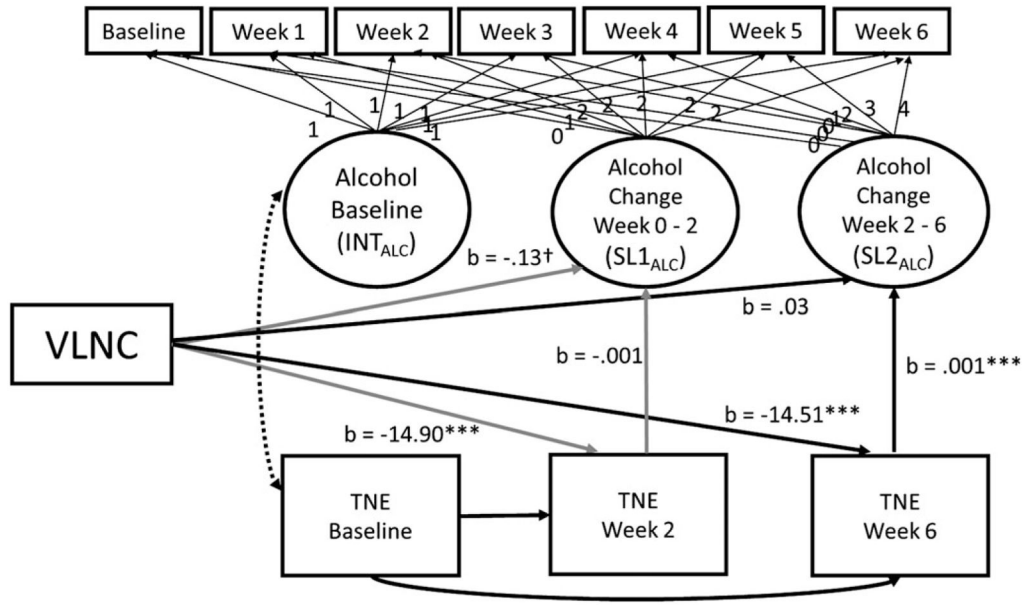 Baseline Week 1 Week 2 Week 3 Week 4 Week 5 Week 6
1 1 1 1 1 1 1
0 1 2 2 2 2 2
0 0 0 1 2 3 4
Alcohol
Baseline
(INTALC)
Alcohol
Change
Week 0 - 2
(SL1ALC)
Alcohol
Change
Week 2 - 6
(SL2ALC)
b = -.13†
b = .03
VLNC
b = -.001
b = .001***
b = -14.51***
b = -14.90***
TNE
Baseline
TNE
Week 2
TNE
Week 6